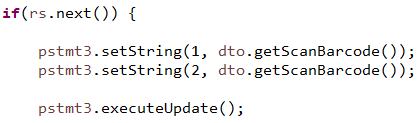 if(rs.next()) {
pstmt3.setString(1, dto.getScanBarcode());
pstmt3.setString(2, dto.getScanBarcode());
pstmt3.executeUpdate();